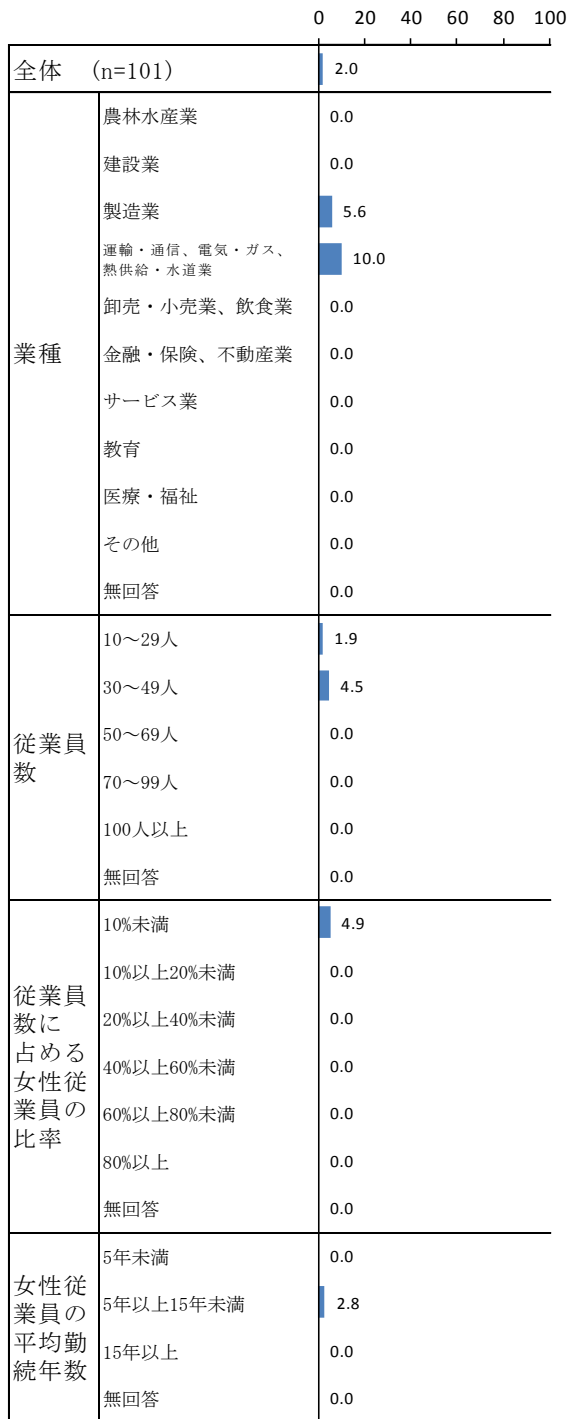 0 20 40 60 80 100
全体 (n=101) 2.0
業種
農林水産業 0.0
建設業 0.0
製造業 5.6
運輸・通信、電気・ガス、
熱供給・水道業 10.0
卸売・小売業、飲食業 0.0
金融・保険、不動産業 0.0
サービス業 0.0
教育 0.0
医療・福祉 0.0
その他 0.0
無回答 0.0
従業員
数
10～29人 1.9
30～49人 4.5
50～69人 0.0
70～99人 0.0
100人以上 0.0
無回答 0.0
従業員
数に
占める
女性従
業員の
比率
10%未満 4.9
10%以上20%未満 0.0
20%以上40%未満 0.0
40%以上60%未満 0.0
60%以上80%未満 0.0
80%以上 0.0
無回答 0.0
女性従
業員の
平均勤
続年数
5年未満 0.0
5年以上15年未満 2.8
15年以上 0.0
無回答 0.0